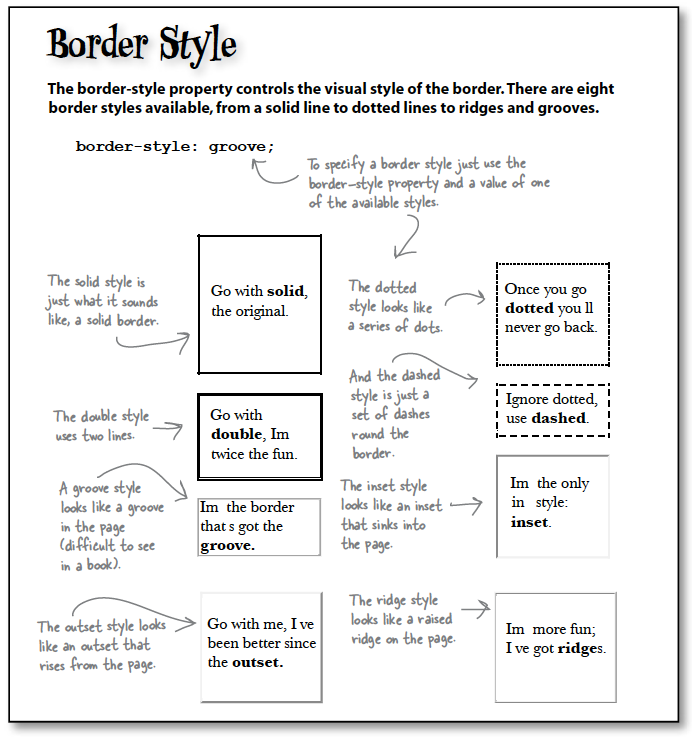 Border Style
The border-style property controls the visual style of the border. There are eight
border styles available, from a solid line to dotted lines to ridges and grooves.
border-style: groove;
To specify a border style just use the
border-style property and a value of one
of the available styles.
The solid style is
just what it sounds
like, a solid border.
Go with solid,
the original.
The dotted
style looks like
a series of dots.
Once you go
dotted you ll
never go back.
And the dashed
style is just a
set of dashes
round the
border.
Ignore dotted,
use dashed.
The double style
uses two lines.
Go with
double, Im
twice the fun.
A groove style
looks like a groove
in the page
(difficult to see
in a book).
Im the border
that s got the
groove.
The inset style
looks like an inset
that sinks into
the page.
Im the only
in style:
inset.
The outset style looks
like an outset that
rises from the page.
Go with me, I ve
been better since
the outset.
The ridge style
looks like a raised
ridge on the page.
Im more fun;
I ve got ridges.